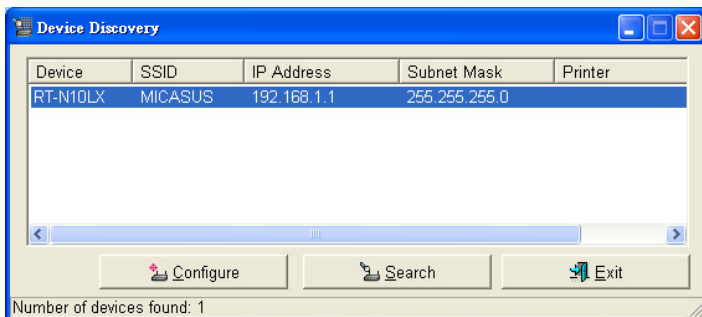 Device Discovery
Device SSID IP Address Subnet Mask Printer
RT-N10LX MICASUS 192.168.1.1 255.255.255.0
Configure Search Exit
Number of devices found: 1